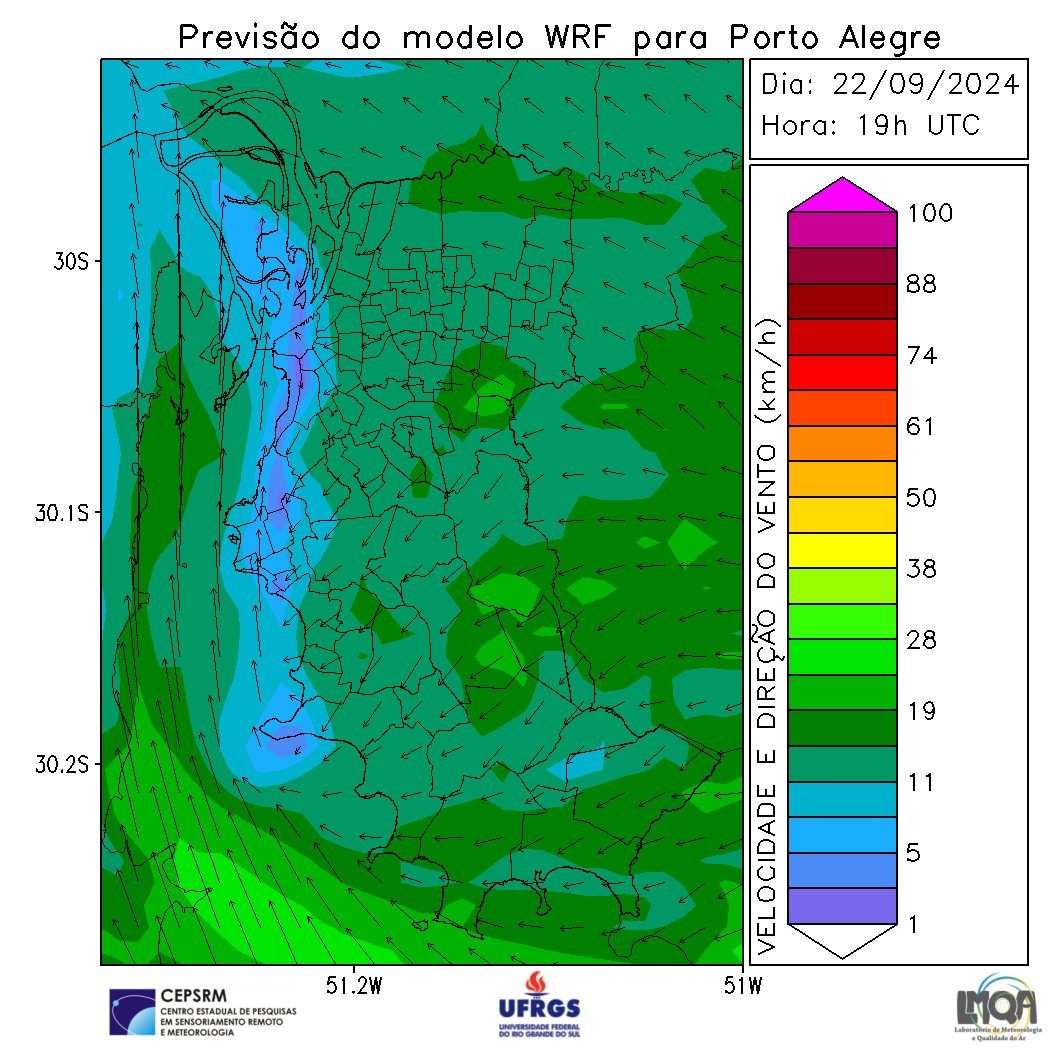 Previsão do modelo WRF para Porto Alegre
Dia: 22/09/2024
Hora: 19h UTC
30S
30.1S
30.2S
51.2W
51W
VELOCIDADE E DIREÇÃO DO VENTO (km/h)
100
88
74
61
50
38
28
19
11
5
1
CEPSRM
CENTRO ESTADUAL DE PESQUISAS
EM SENSORIAMENTO REMOTO
E METEOROLOGIA
UFRGS
UNIVERSIDADE FEDERAL
DO RIO GRANDE DO SUL
LMQA
Laboratório de Meteorologia
e Qualidade do Ar